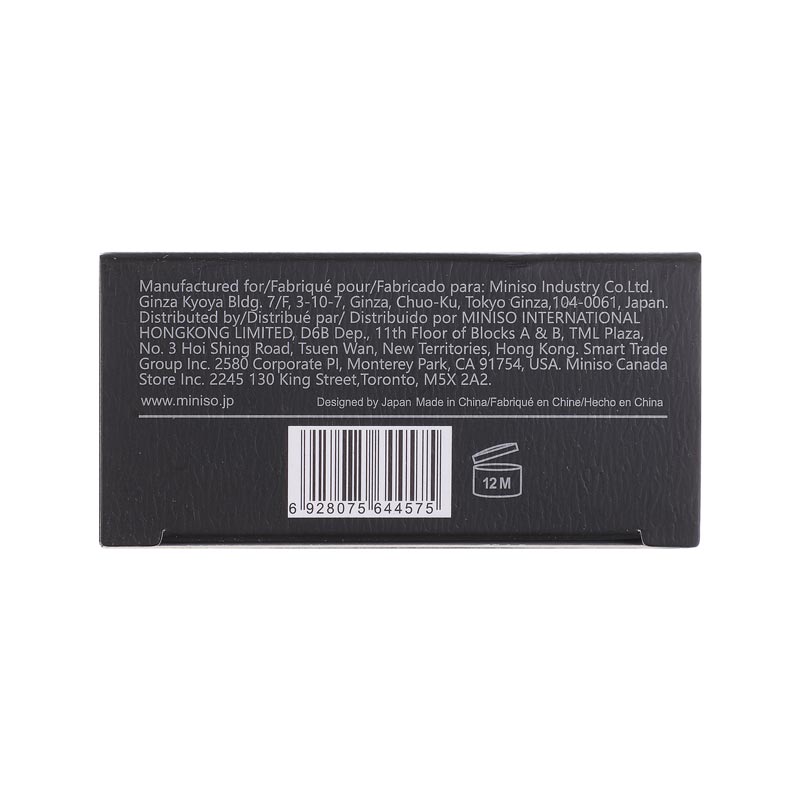 Manufactured for/Fabriqué pour/Fabricado para: Miniso Industry Co.Ltd.
Ginza Kyoya Bldg. 7/F, 3-10-7, Ginza, Chuo-Ku, Tokyo Ginza,104-0061, Japan.
Distributed by/Distribué par/ Distribuido por MINISO INTERNATIONAL
HONGKONG LIMITED, D6B Dep., 11th Floor of Blocks A & B, TML Plaza,
No. 3 Hoi Shing Road, Tsuen Wan, New Territories, Hong Kong. Smart Trade
Group Inc. 2580 Corporate Pl, Monterey Park, CA 91754, USA. Miniso Canada
Store Inc. 2245 130 King Street,Toronto, M5X 2A2.
www.miniso.jp Designed by Japan Made in China/Fabriqué en Chine/Hecho en China
12M
6 928075 644575